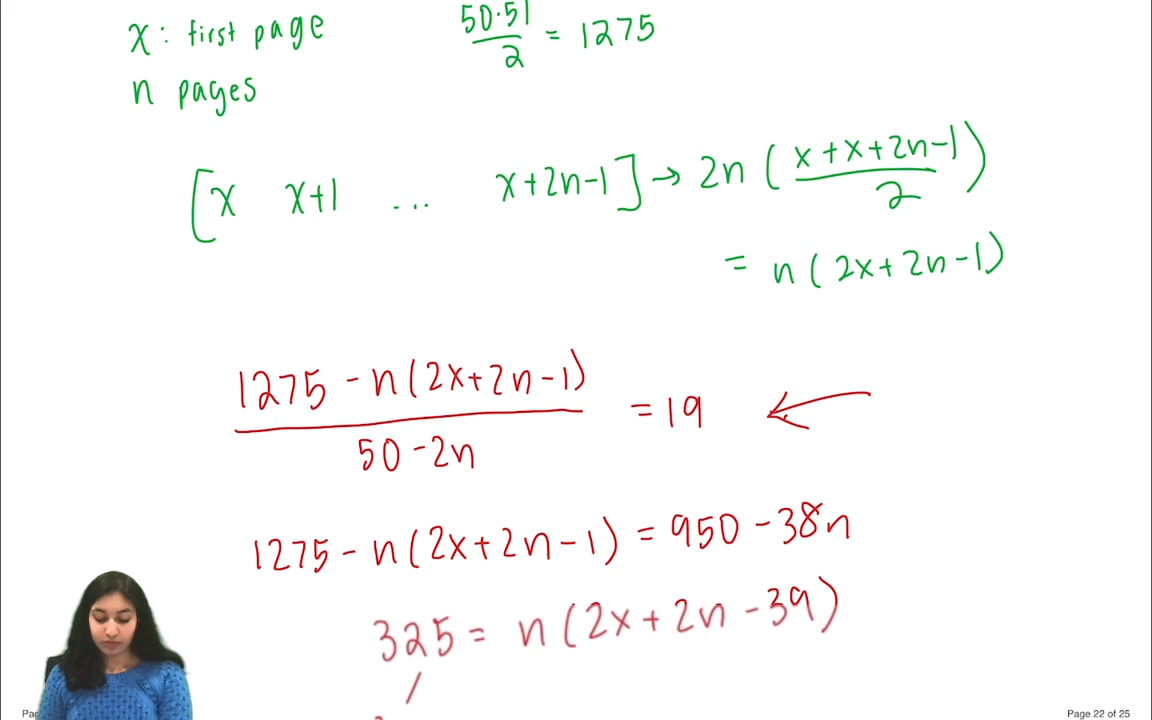 x: first page
50·51/2 = 1275
n pages
[x x+1 ... x+2n-1] → 2n(x+x+2n-1/2)
= n(2x+2n-1)
1275-n(2x+2n-1)/50-2n = 19 ←
1275-n(2x+2n-1) = 950-38n
325 = n(2x+2n-39)
Page 22 of 25